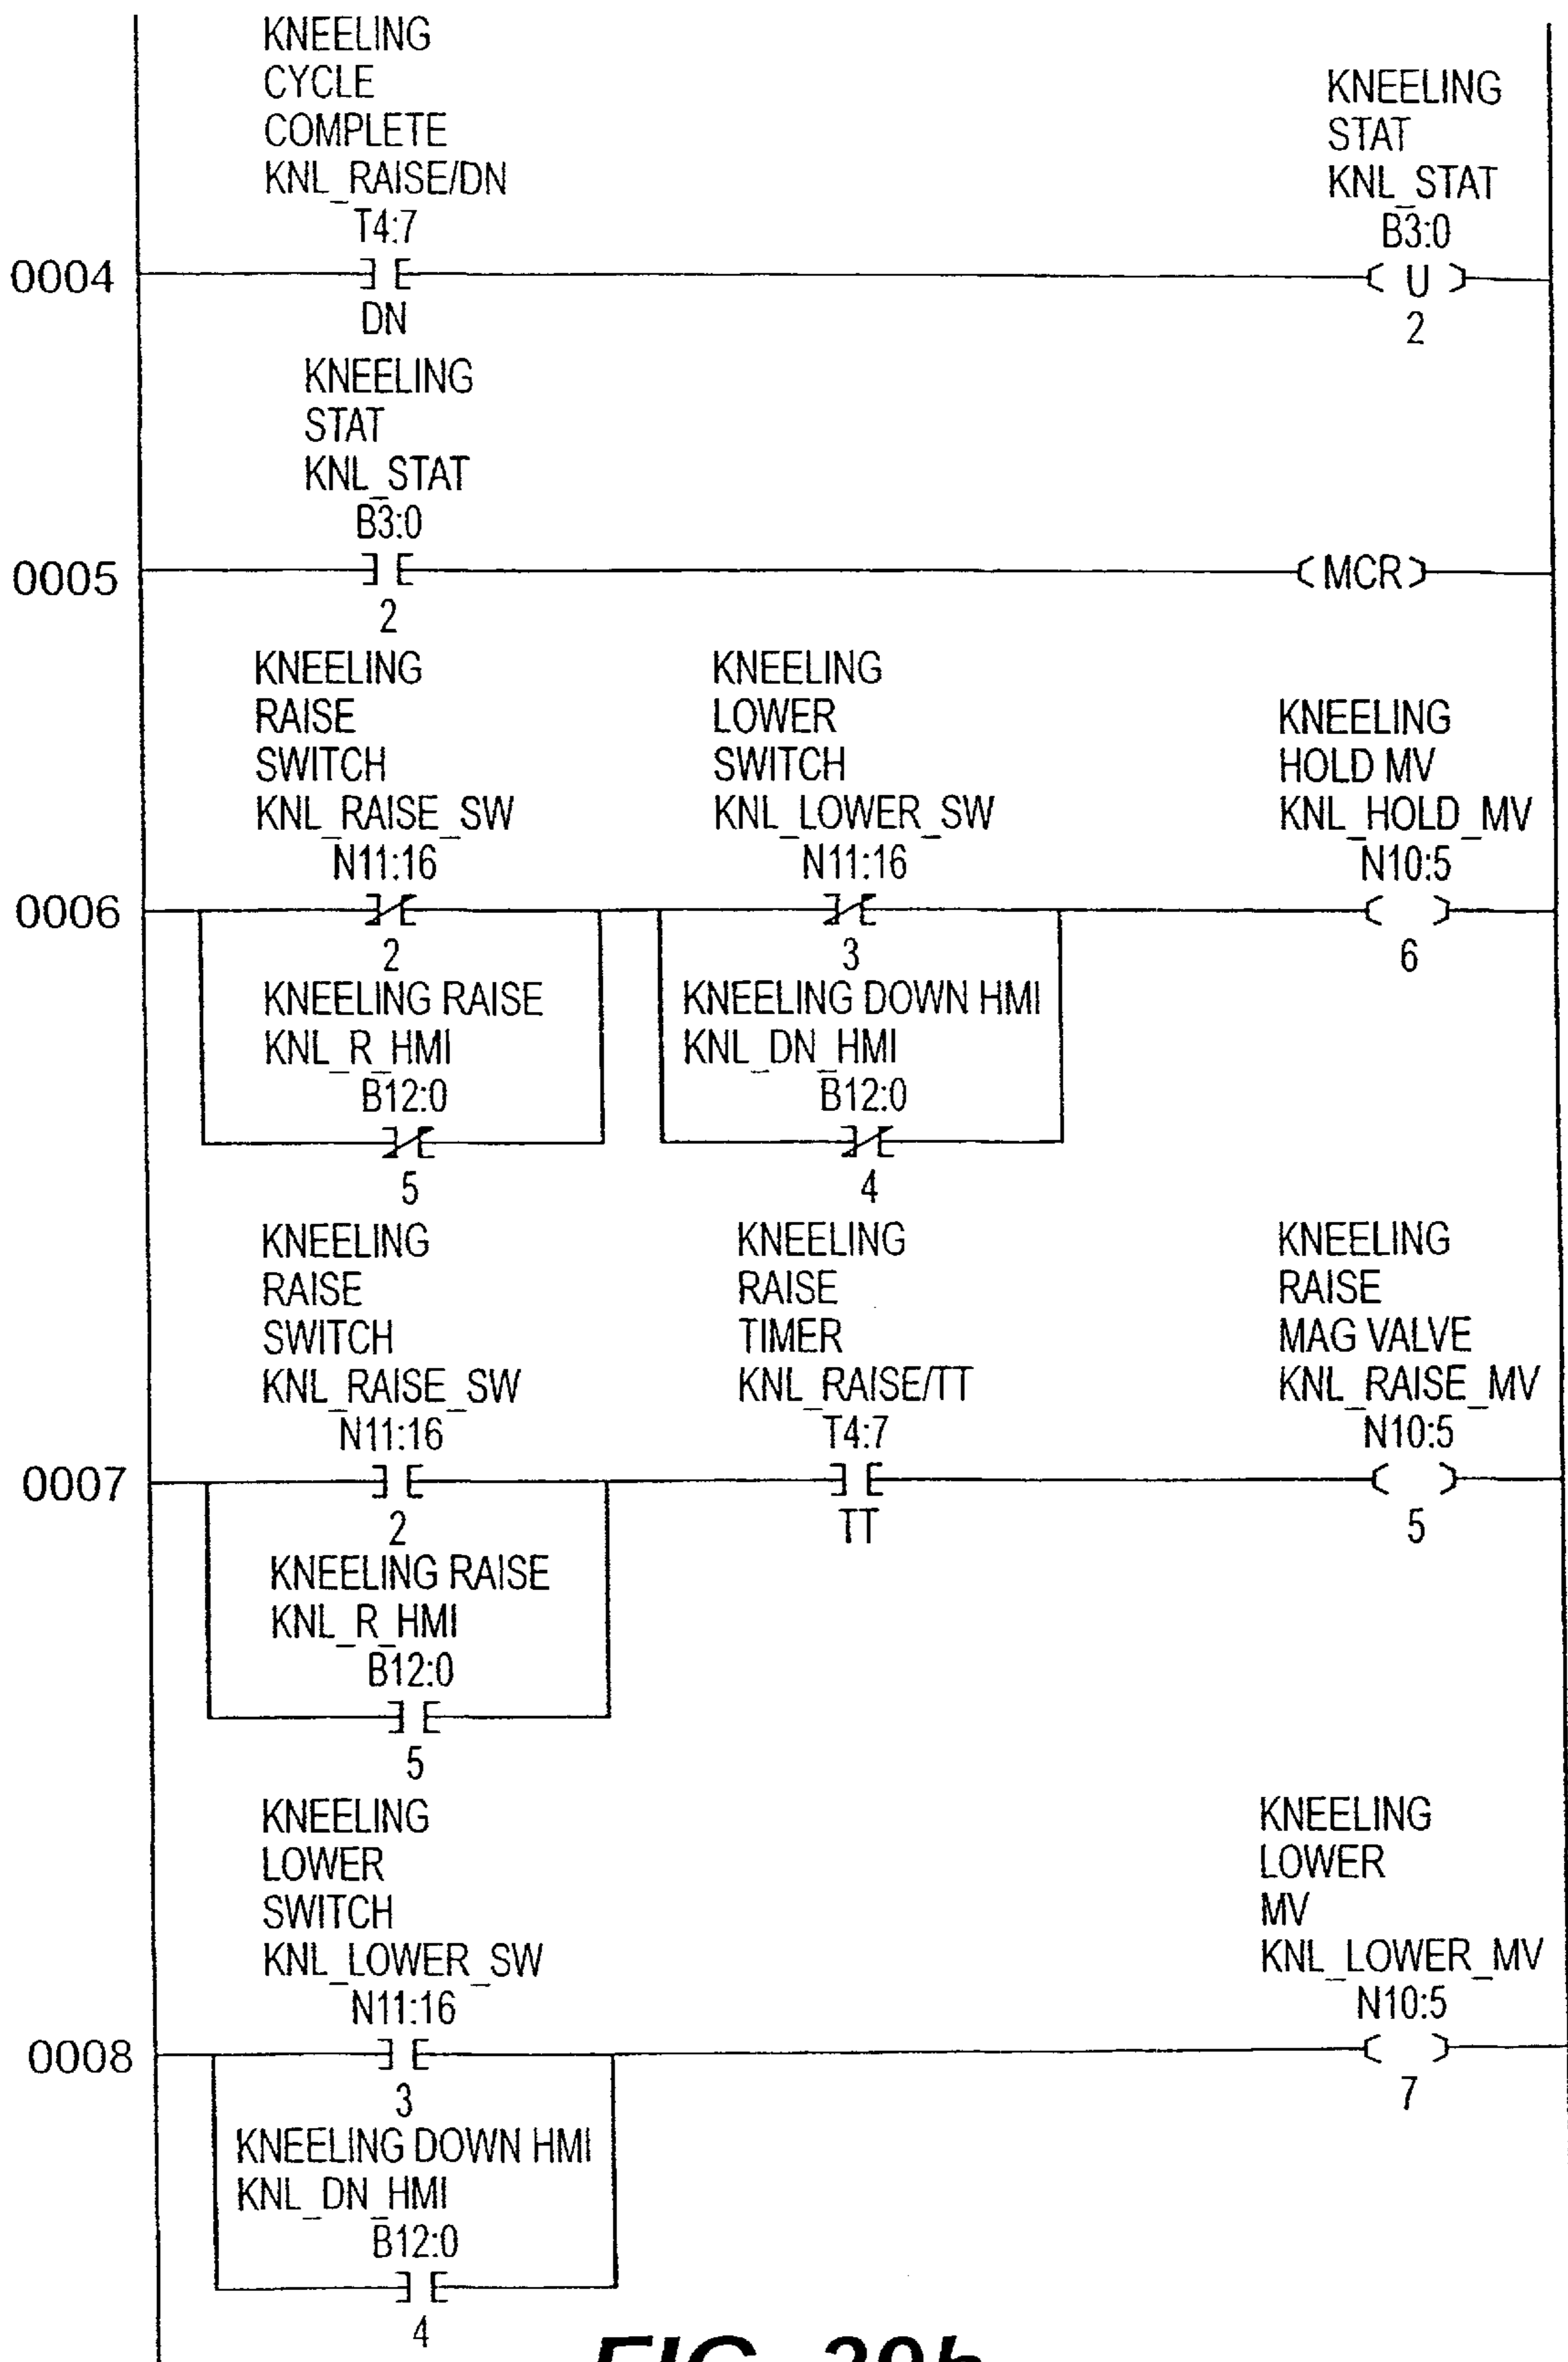 KNEELING
CYCLE
COMPLETE
KNL_RAISE/DN
T4:7
DN
KNEELING
STAT
KNL_STAT
B3:0
U
2
0004
KNEELING
STAT
KNL_STAT
B3:0
2
MCR
0005
KNEELING
RAISE
SWITCH
KNL_RAISE_SW
N11:16
2
KNEELING RAISE
KNL_R_HMI
B12:0
5
KNEELING
LOWER
SWITCH
KNL_LOWER_SW
N11:16
3
KNEELING DOWN HMI
KNL_DN_HMI
B12:0
4
KNEELING
HOLD MV
KNL_HOLD_MV
N10:5
6
0006
KNEELING
RAISE
SWITCH
KNL_RAISE_SW
N11:16
2
KNEELING RAISE
KNL_R_HMI
B12:0
5
KNEELING
RAISE
TIMER
KNL_RAISE/TT
T4:7
TT
KNEELING
RAISE
MAG VALVE
KNL_RAISE_MV
N10:5
5
0007
KNEELING
LOWER
SWITCH
KNL_LOWER_SW
N11:16
3
KNEELING DOWN HMI
KNL_DN_HMI
B12:0
4
KNEELING
LOWER
MV
KNL_LOWER_MV
N10:5
7
0008